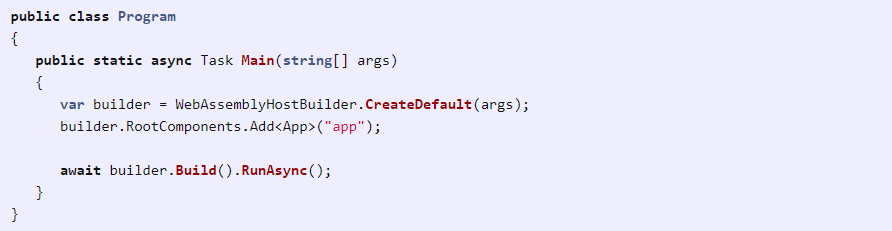 public class Program
{
public static async Task Main(string[] args)
{
var builder = WebAssemblyHostBuilder.CreateDefault(args);
builder.RootComponents.Add<App>("app");
await builder.Build().RunAsync();
}
}